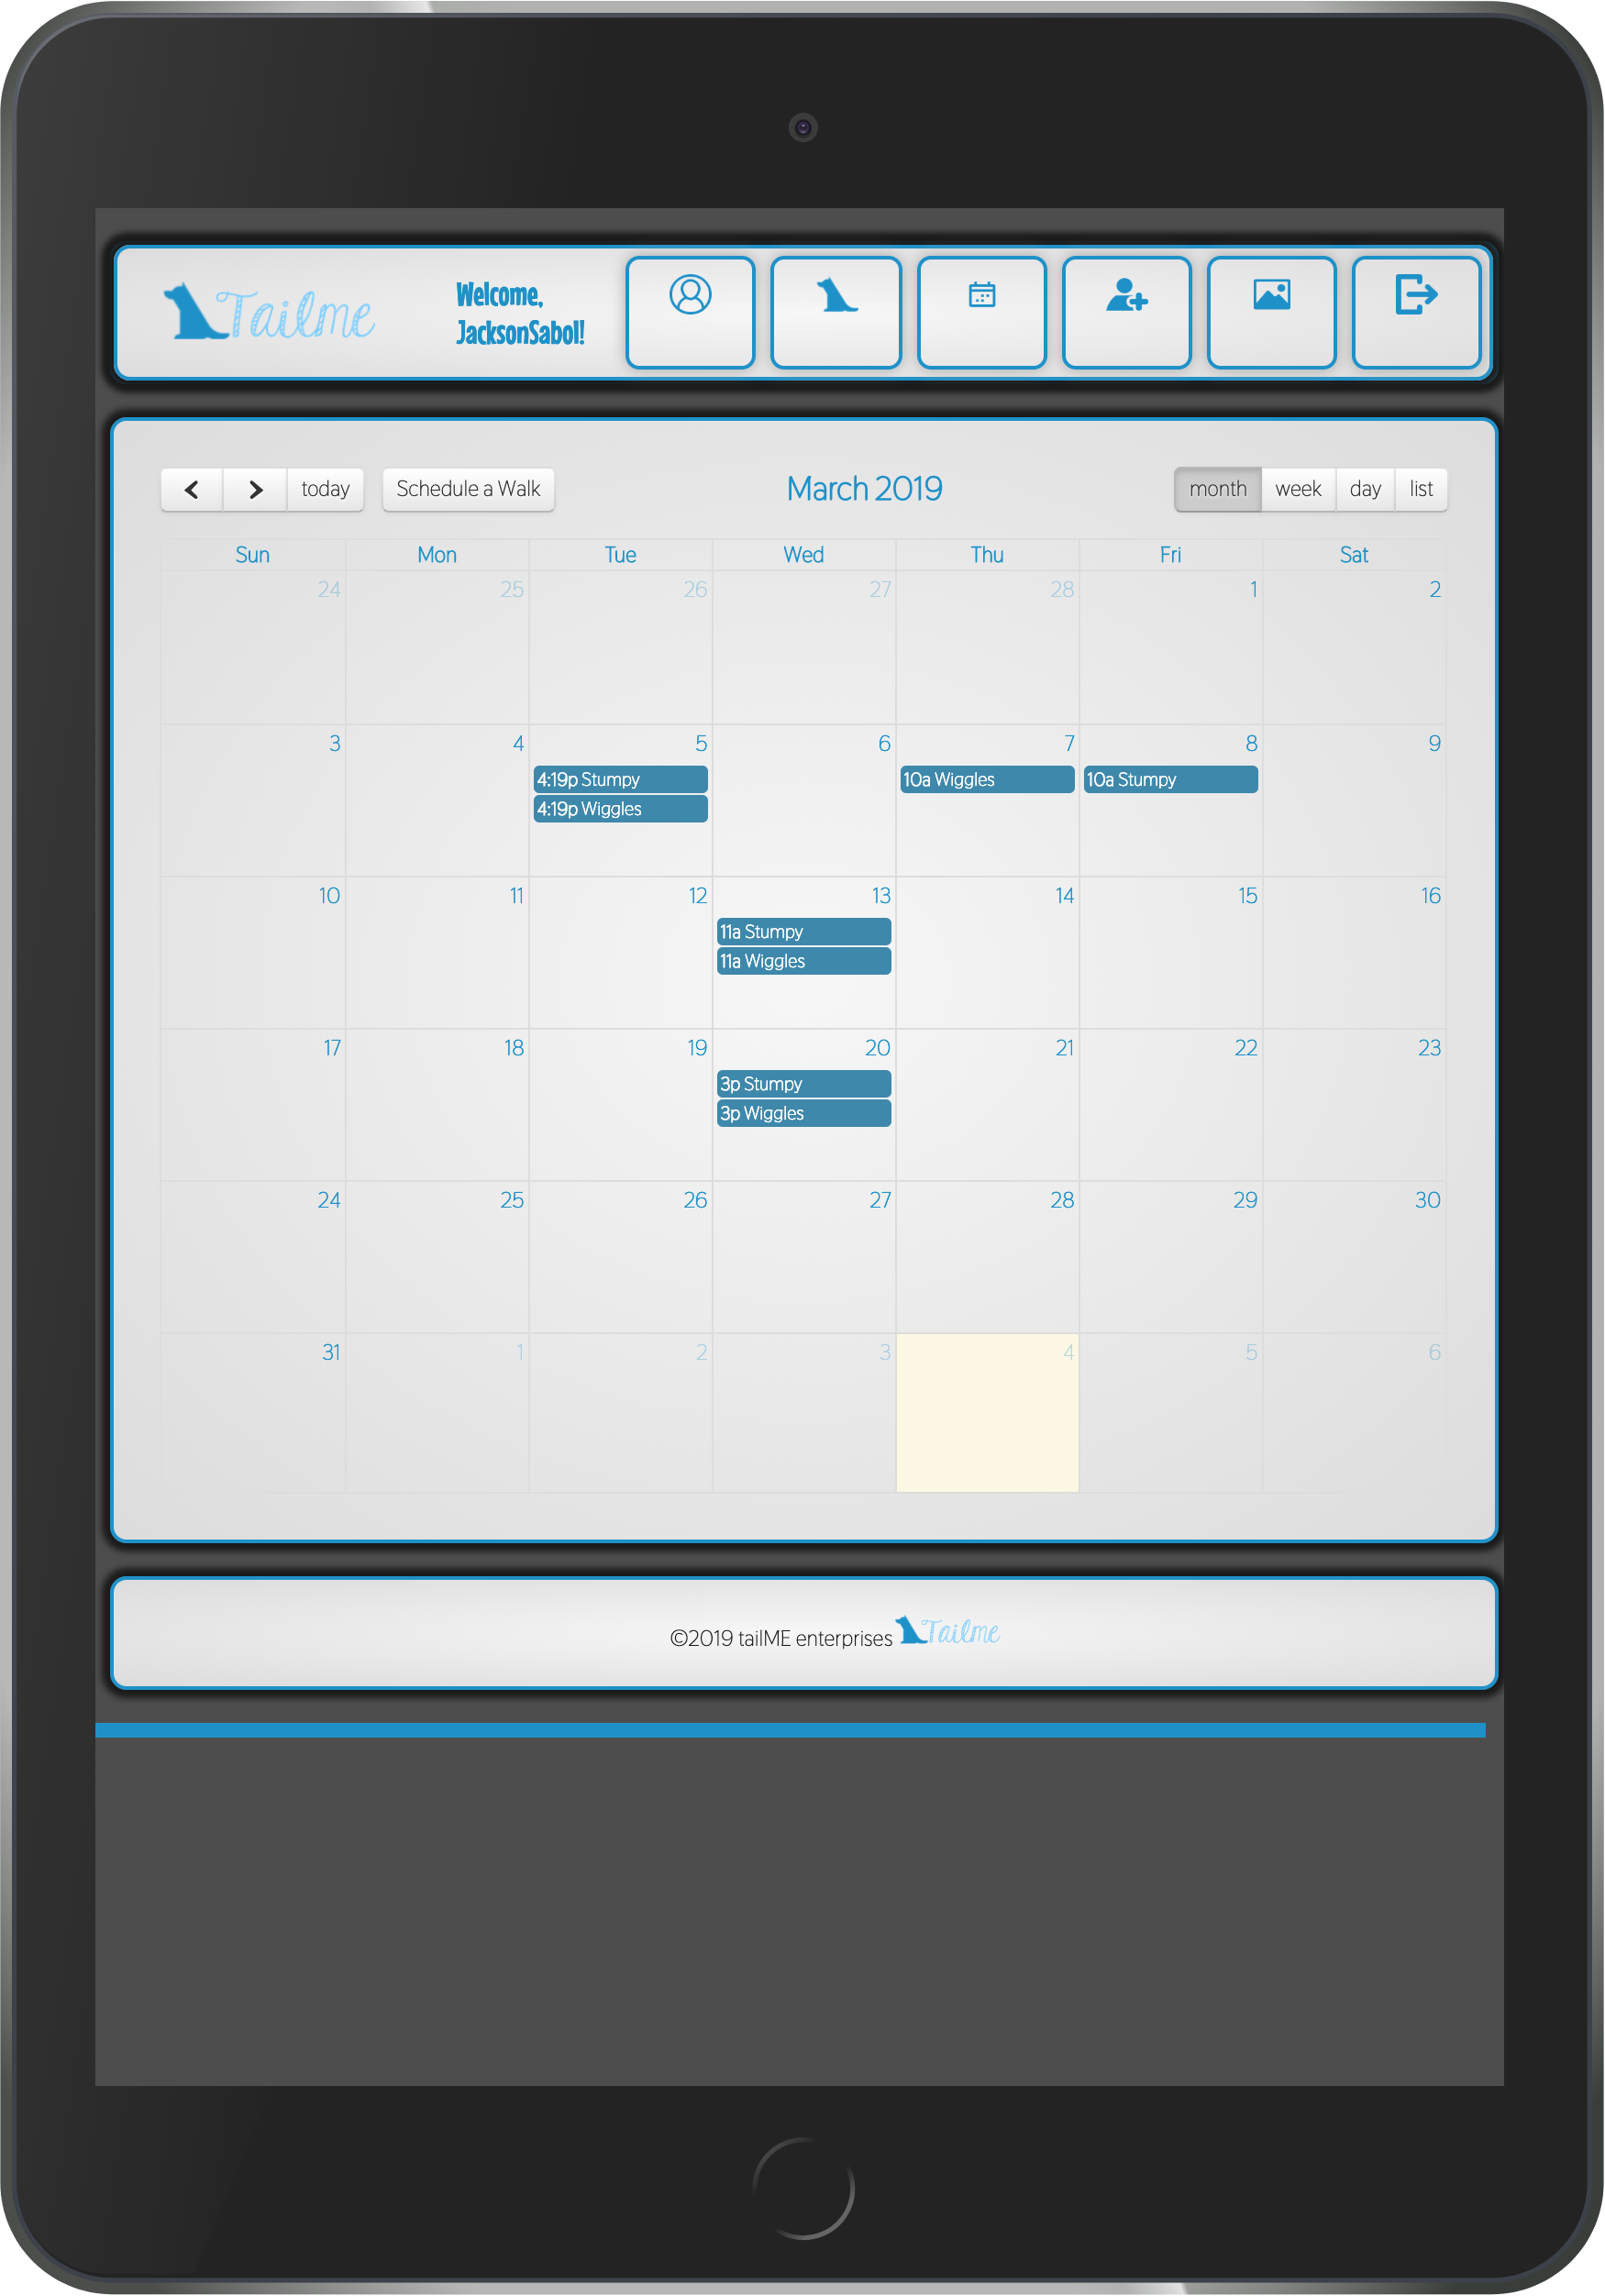 Tailme
Welcome,
JacksonSabol!
today
Schedule a Walk
March 2019
month week day list
Sun Mon Tue Wed Thu Fri Sat
24 25 26 27 28 1 2
3 4 5 6 7 8 9
4:19p Stumpy
10a Wiggles
10a Stumpy
4:19p Wiggles
10 11 12 13 14 15 16
11a Stumpy
11a Wiggles
17 18 19 20 21 22 23
3p Stumpy
3p Wiggles
24 25 26 27 28 29 30
31 1 2 3 4 5 6
©2019 tailME enterprises Tailme